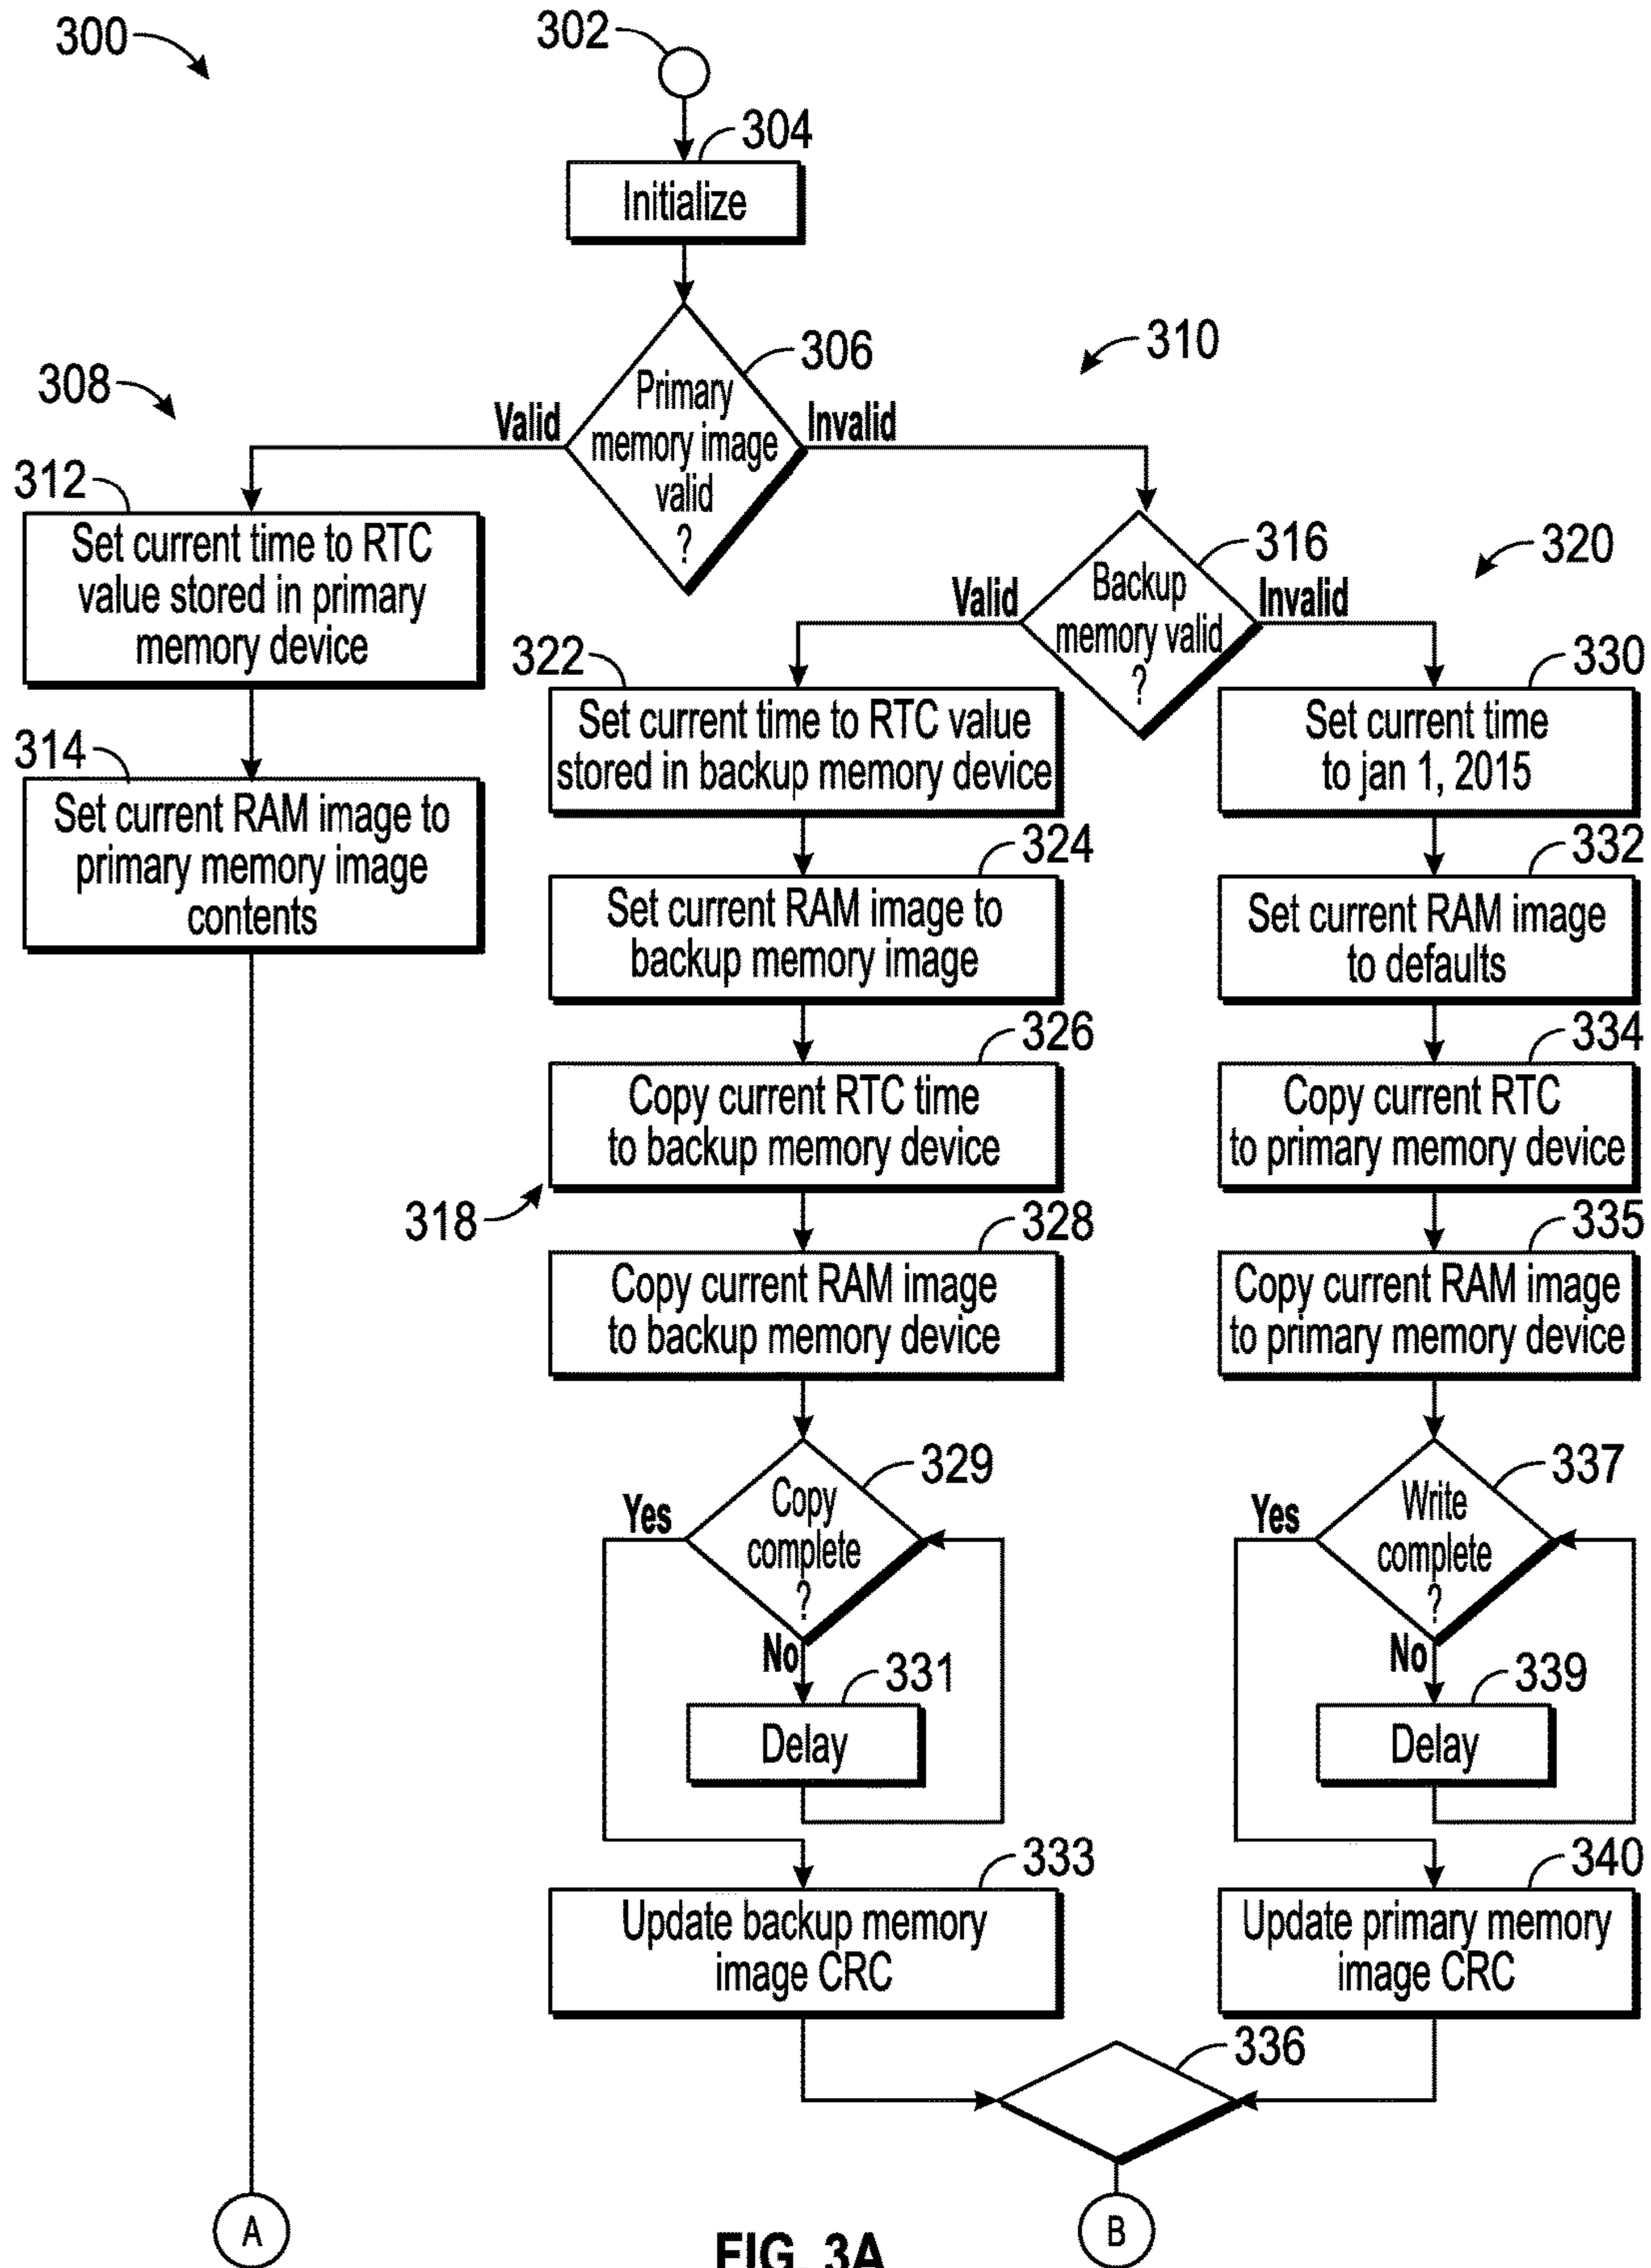 300
302
304
Initialize
306
310
308
Primary
memory image
valid
?
Valid
Invalid
312
Set current time to RTC
value stored in primary
memory device
316
320
Backup
memory valid
?
Valid
Invalid
314
Set current RAM image to
primary memory image
contents
322
Set current time to RTC value
stored in backup memory device
330
Set current time
to jan 1, 2015
324
Set current RAM image to
backup memory image
332
Set current RAM image
to defaults
326
Copy current RTC time
to backup memory device
334
Copy current RTC
to primary memory device
318
328
Copy current RAM image
to backup memory device
335
Copy current RAM image
to primary memory device
329
Copy
complete
?
Yes
No
337
Write
complete
?
Yes
No
331
Delay
339
Delay
333
Update backup memory
image CRC
340
Update primary memory
image CRC
336
A
B
FIG. 3A